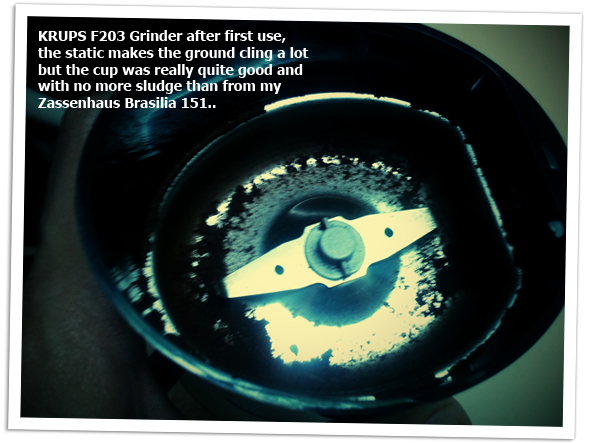 KRUPS F203 Grinder after first use,
the static makes the ground cling a lot
but the cup was really quite good and
with no more sludge than from my
Zassenhaus Brasilia 151..